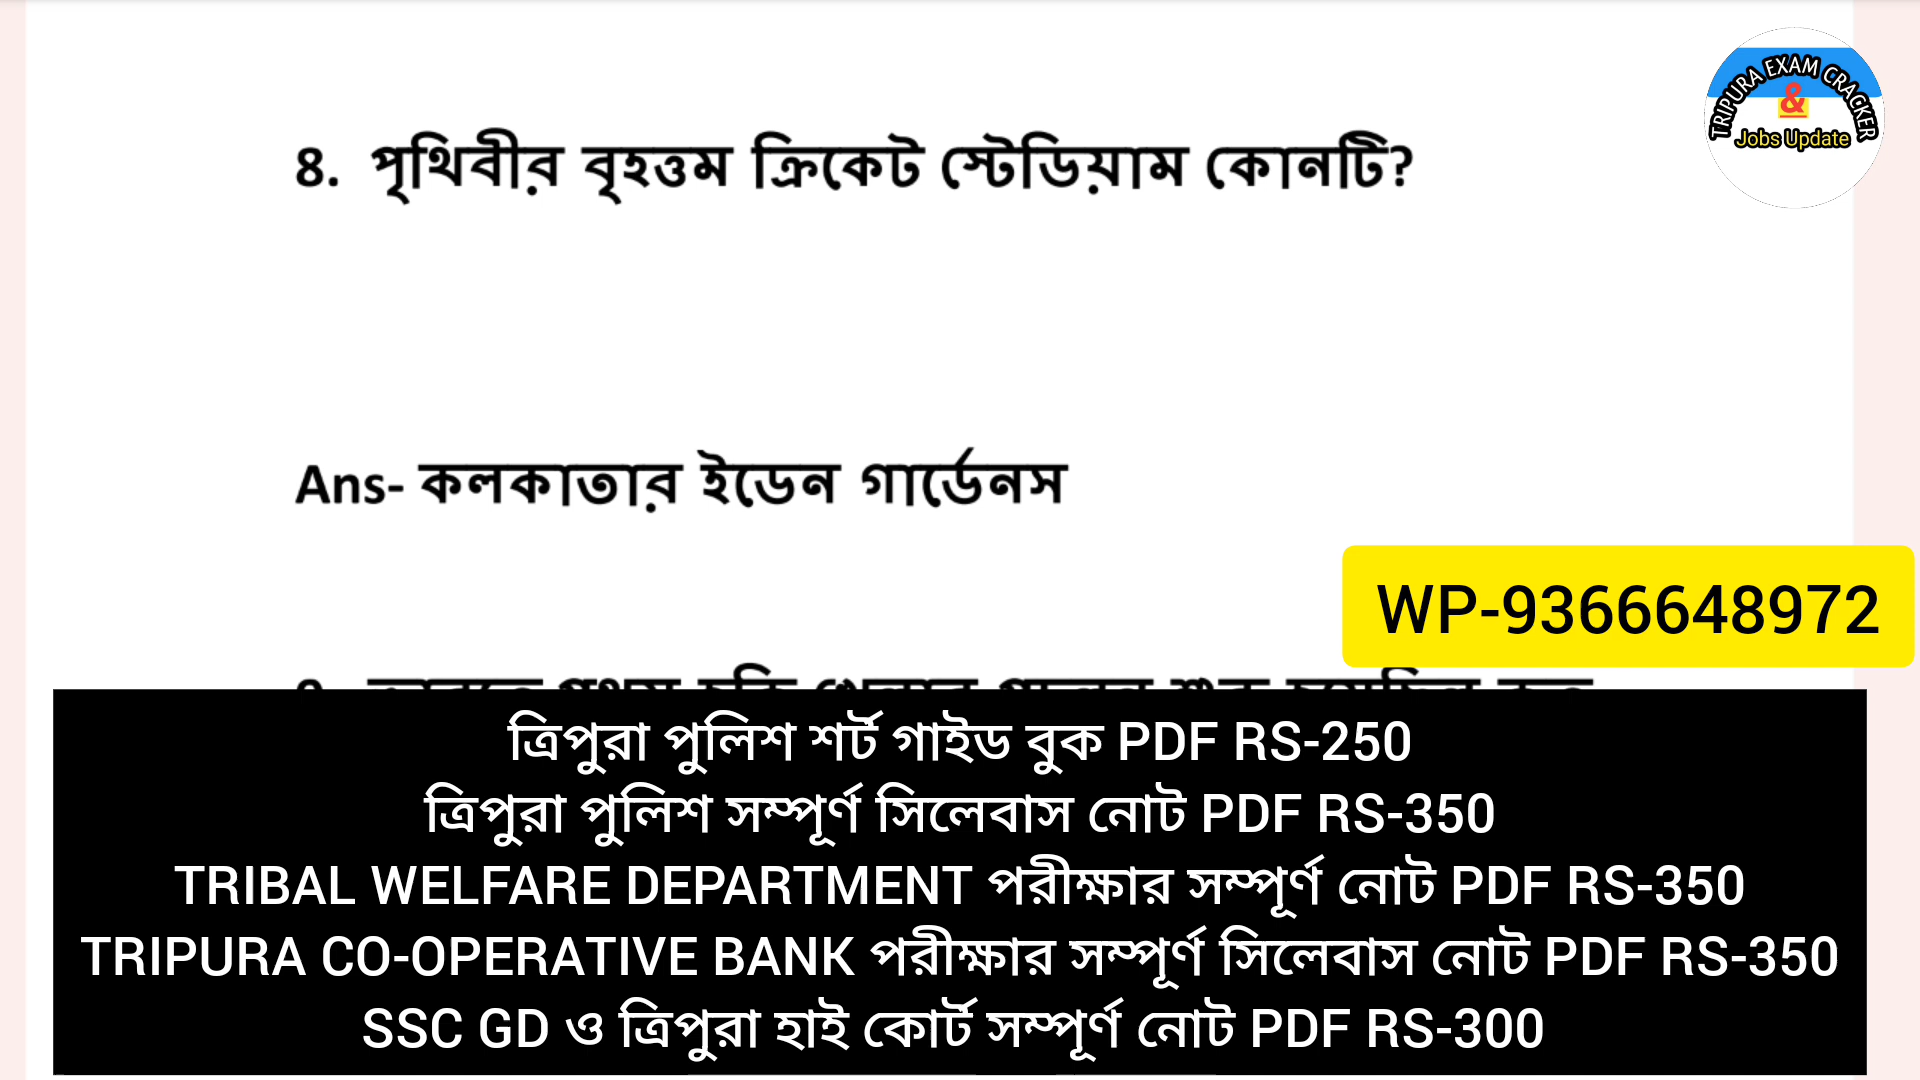 TRIPURA EXAM CRACKER
&
Jobs Update
8. পৃথিবীর বৃহত্তম ক্রিকেট স্টেডিয়াম কোনটি?
Ans- কলকাতার ইডেন গার্ডেনস
WP-9366648972
ত্রিপুরা পুলিশ শর্ট গাইড বুক PDF RS-250
ত্রিপুরা পুলিশ সম্পূর্ণ সিলেবাস নোট PDF RS-350
TRIBAL WELFARE DEPARTMENT পরীক্ষার সম্পূর্ণ নোট PDF RS-350
TRIPURA CO-OPERATIVE BANK পরীক্ষার সম্পূর্ণ সিলেবাস নোট PDF RS-350
SSC GD ও ত্রিপুরা হাই কোর্ট সম্পূর্ণ নোট PDF RS-300